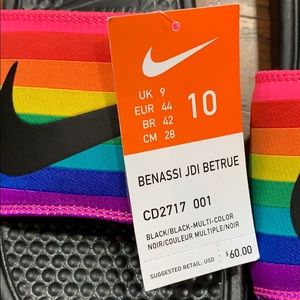 UK 9
EUR 44
BR 42
CM 28
10
BENASSI JDI BETRUE
CD2717 001
BLACK/BLACK-MULTI-COLOR
NOIR/COULEUR MULTIPLE/NOIR
SUGGESTED RETAIL. USD $60.00